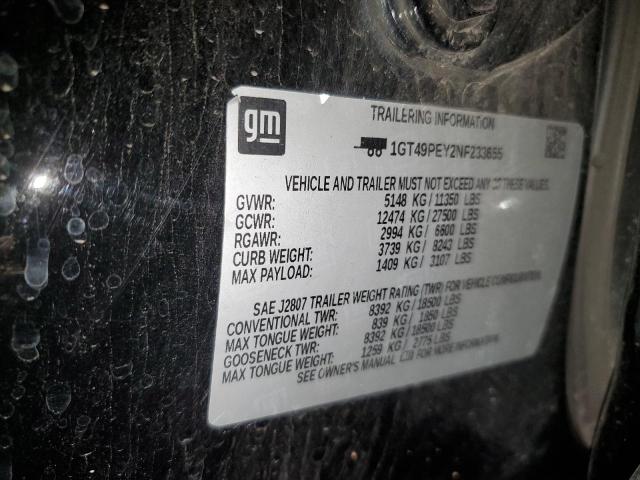 gm
TRAILERING INFORMATION
1GT49PEY2NF233655
VEHICLE AND TRAILER MUST NOT EXCEED ANY OF THESE VALUES.
GVWR: 5148 KG / 11350 LBS
GCWR: 12474 KG / 27500 LBS
RGAWR: 2994 KG / 6600 LBS
CURB WEIGHT: 3739 KG / 8243 LBS
MAX PAYLOAD: 1409 KG / 3107 LBS
SAE J2807 TRAILER WEIGHT RATING (TWR) FOR VEHICLE CONFIGURATION.
CONVENTIONAL TWR: 8392 KG / 18500 LBS
MAX TONGUE WEIGHT: 839 KG / 1850 LBS
GOOSENECK TWR: 8392 KG / 18500 LBS
MAX TONGUE WEIGHT: 1259 KG / 2775 LBS
SEE OWNER'S MANUAL FOR MORE INFORMATION.